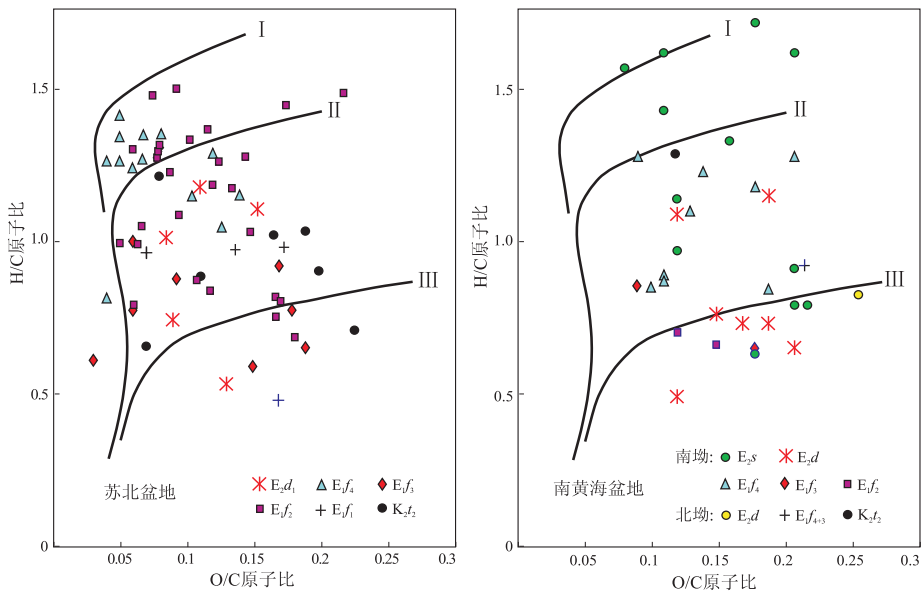 I
II
III
1.5
1.0
0.5
0
0.05
0.1
0.15
0.2
0.25
0.3
H/C原子比
O/C原子比
苏北盆地
E₂d₁ E₁f₄ E₁f₃
E₁f₂ E₁f₁ K₂t₂
I
II
III
1.5
1.0
0.5
0
0.05
0.1
0.15
0.2
0.25
0.3
H/C原子比
O/C原子比
南黄海盆地
南坳: E₂s E₂d
E₁f₄ E₁f₃ E₁f₂
北坳: E₂d E₁f₄₊₃ K₂t₂